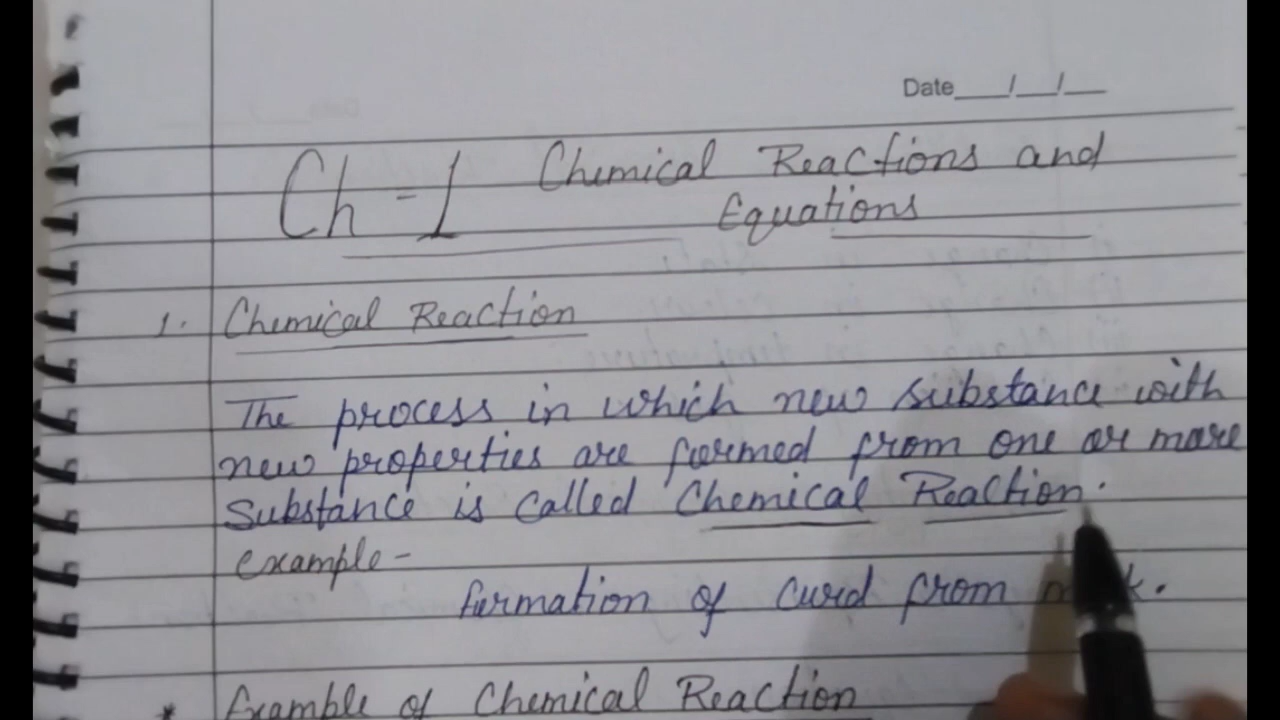 Date__/__/__
Ch-1 Chemical Reactions and
Equations
1. Chemical Reaction
The process in which new substance with
new properties are formed from one or more
substance is called Chemical Reaction.
example-
formation of curd from
* Example of Chemical Reaction